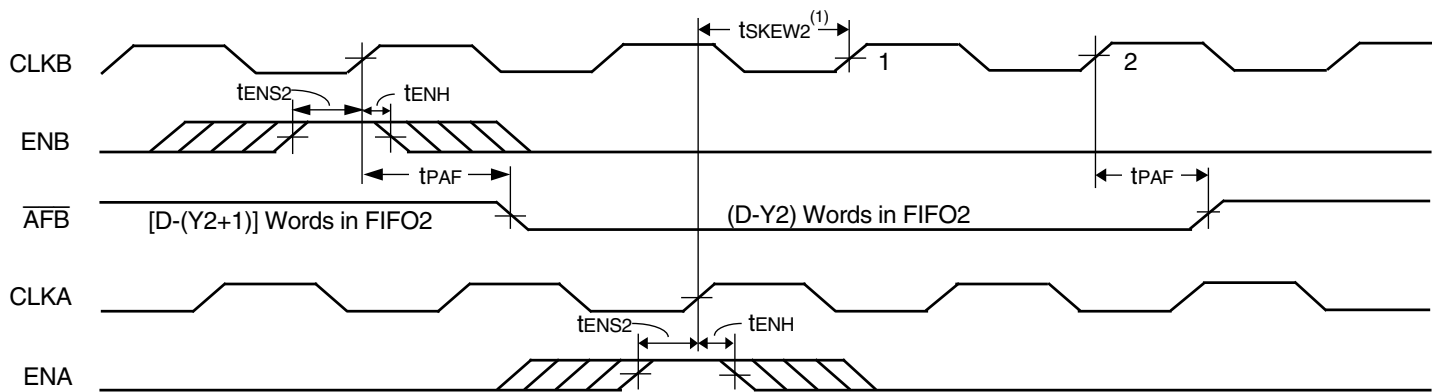 tSKEW2(1)
CLKB
1
2
tENS2
tENH
ENB
tPAF
tPAF
AFB
[D-(Y2+1)] Words in FIFO2
(D-Y2) Words in FIFO2
CLKA
tENS2
tENH
ENA